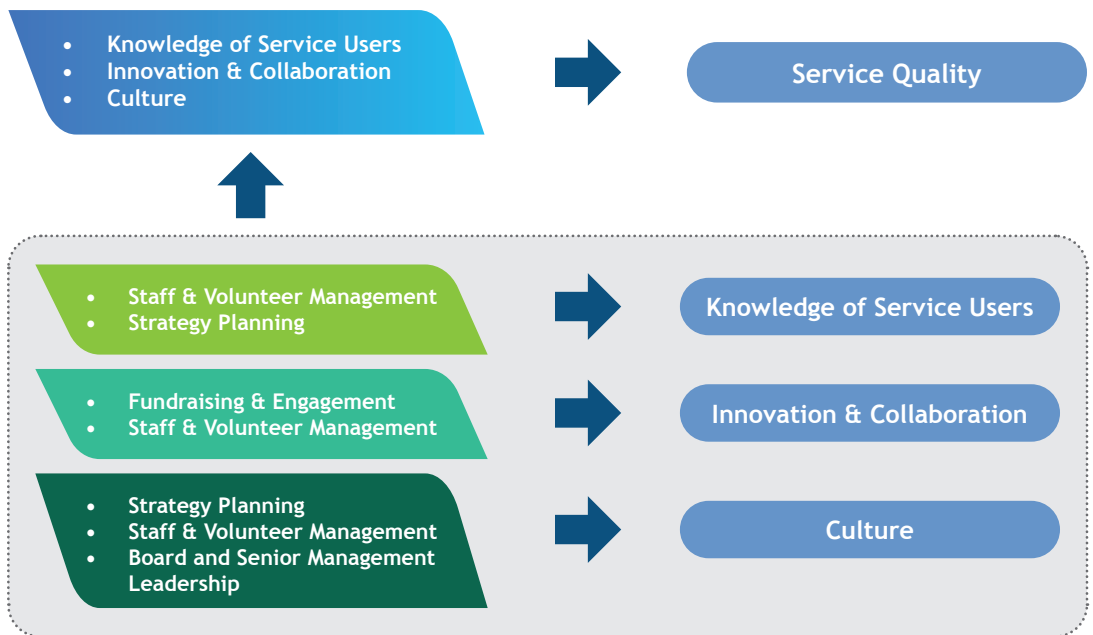 • Knowledge of Service Users
• Innovation & Collaboration
• Culture
Service Quality
• Staff & Volunteer Management
• Strategy Planning
Knowledge of Service Users
• Fundraising & Engagement
• Staff & Volunteer Management
Innovation & Collaboration
• Strategy Planning
• Staff & Volunteer Management
• Board and Senior Management
Leadership
Culture